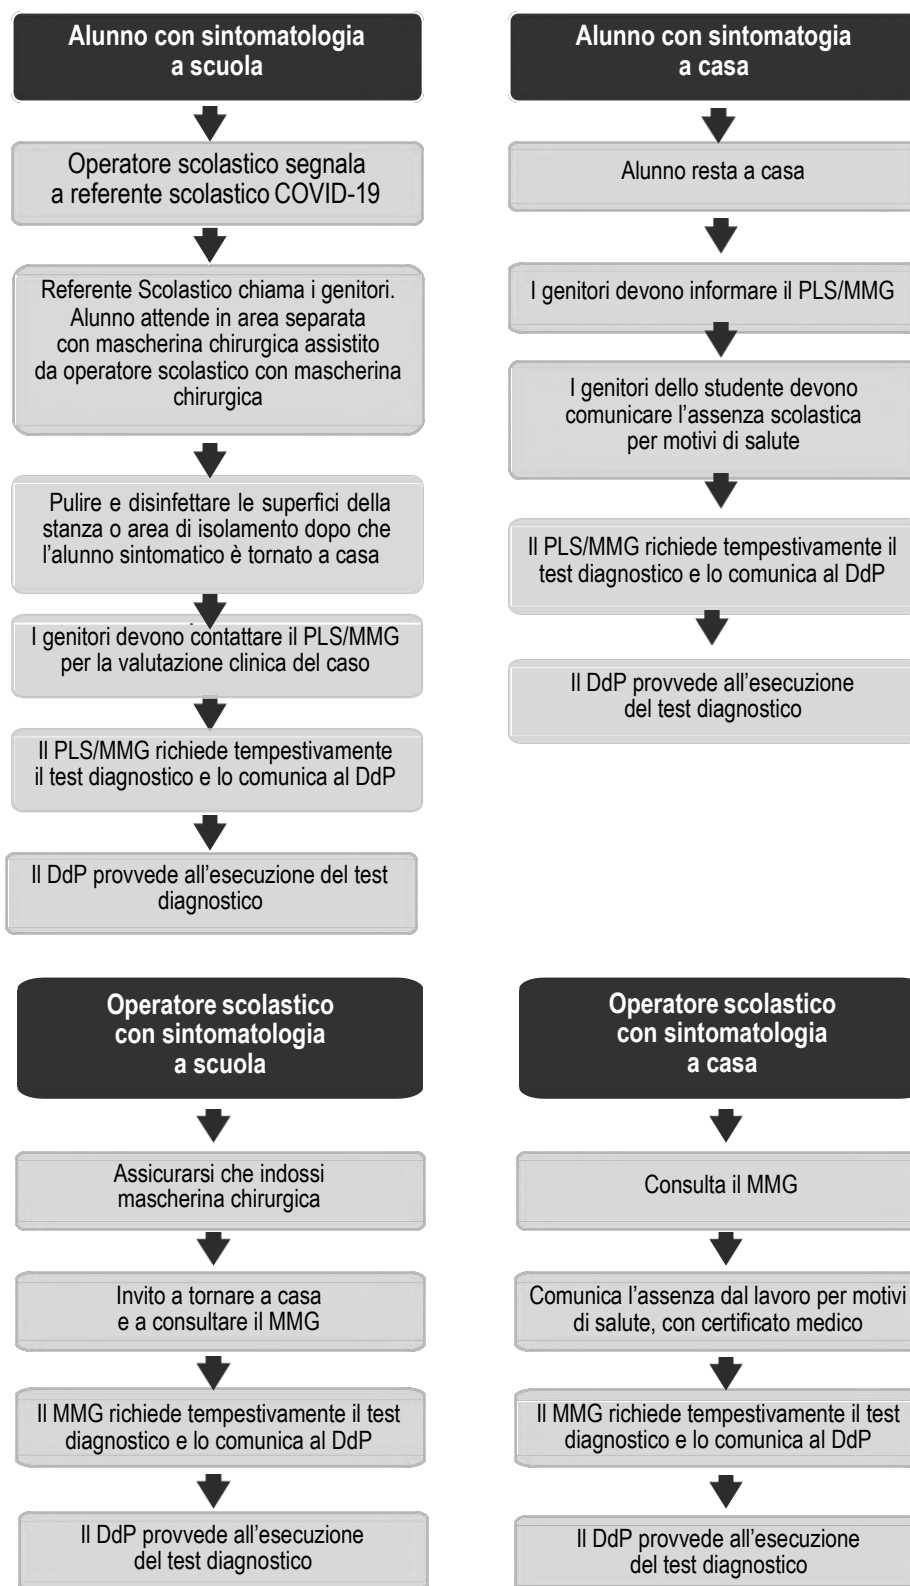 Alunno con sintomatologia
a scuola
Operatore scolastico segnala
a referente scolastico COVID-19
Referente Scolastico chiama i genitori.
Alunno attende in area separata
con mascherina chirurgica assistito
da operatore scolastico con mascherina
chirurgica
Pulire e disinfettare le superfici della
stanza o area di isolamento dopo che
l’alunno sintomatico è tornato a casa
I genitori devono contattare il PLS/MMG
per la valutazione clinica del caso
Il PLS/MMG richiede tempestivamente
il test diagnostico e lo comunica al DdP
Il DdP provvede all’esecuzione del test
diagnostico
Alunno con sintomatogia
a casa
Alunno resta a casa
I genitori devono informare il PLS/MMG
I genitori dello studente devono
comunicare l’assenza scolastica
per motivi di salute
Il PLS/MMG richiede tempestivamente il
test diagnostico e lo comunica al DdP
Il DdP provvede all’esecuzione
del test diagnostico
Operatore scolastico
con sintomatologia
a scuola
Assicurarsi che indossi
mascherina chirurgica
Invito a tornare a casa
e a consultare il MMG
Il MMG richiede tempestivamente il test
diagnostico e lo comunica al DdP
Il DdP provvede all’esecuzione
del test diagnostico
Operatore scolastico
con sintomatologia
a casa
Consulta il MMG
Comunica l’assenza dal lavoro per motivi
di salute, con certificato medico
Il MMG richiede tempestivamente il test
diagnostico e lo comunica al DdP
Il DdP provvede all’esecuzione
del test diagnostico